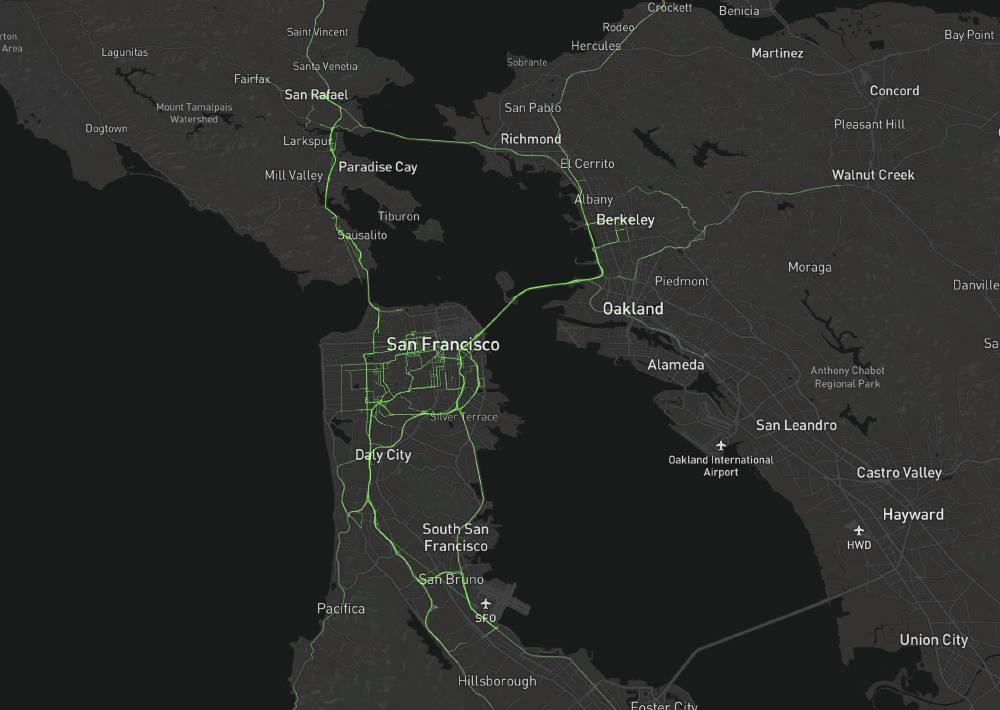 Crockett
Benicia
Rodeo
Saint Vincent
rton
Area
Hercules
Bay Point
Lagunitas
Martinez
Santa Venetia
Sobrante
Fairfax
San Rafael
Concord
Mount Tamalpais
Watershed
San Pablo
Dogtown
Pleasant Hill
Larkspur
Richmond
Paradise Cay
El Cerrito
Mill Valley
Walnut Creek
Albany
Tiburon
Berkeley
Sausalito
Moraga
Piedmont
Danville
Oakland
San Francisco
Sa
Alameda
Anthony Chabot
Regional Park
Silver Terrace
San Leandro
Daly City
Oakland International
Airport
Castro Valley
Hayward
South San
Francisco
HWD
San Bruno
Pacifica
SFO
Union City
Hillsborough
Foster City